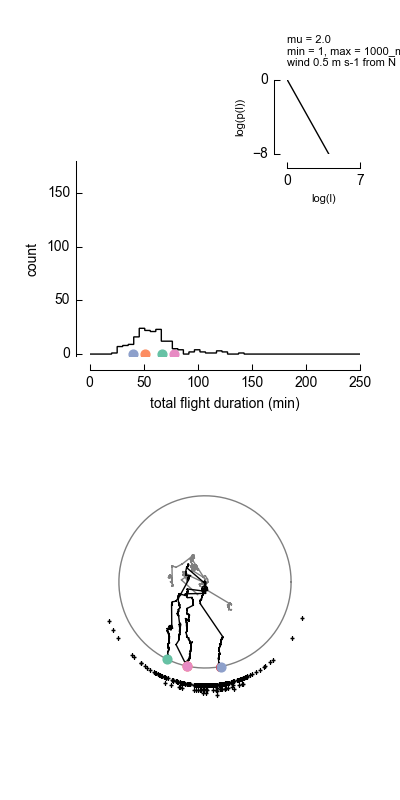 mu = 2.0
min = 1, max = 1000_m
wind 0.5 m s-1 from N
0
log(p(l))
−8
0
7
log(l)
150
100
count
50
0
0
50
100
150
200
250
total flight duration (min)